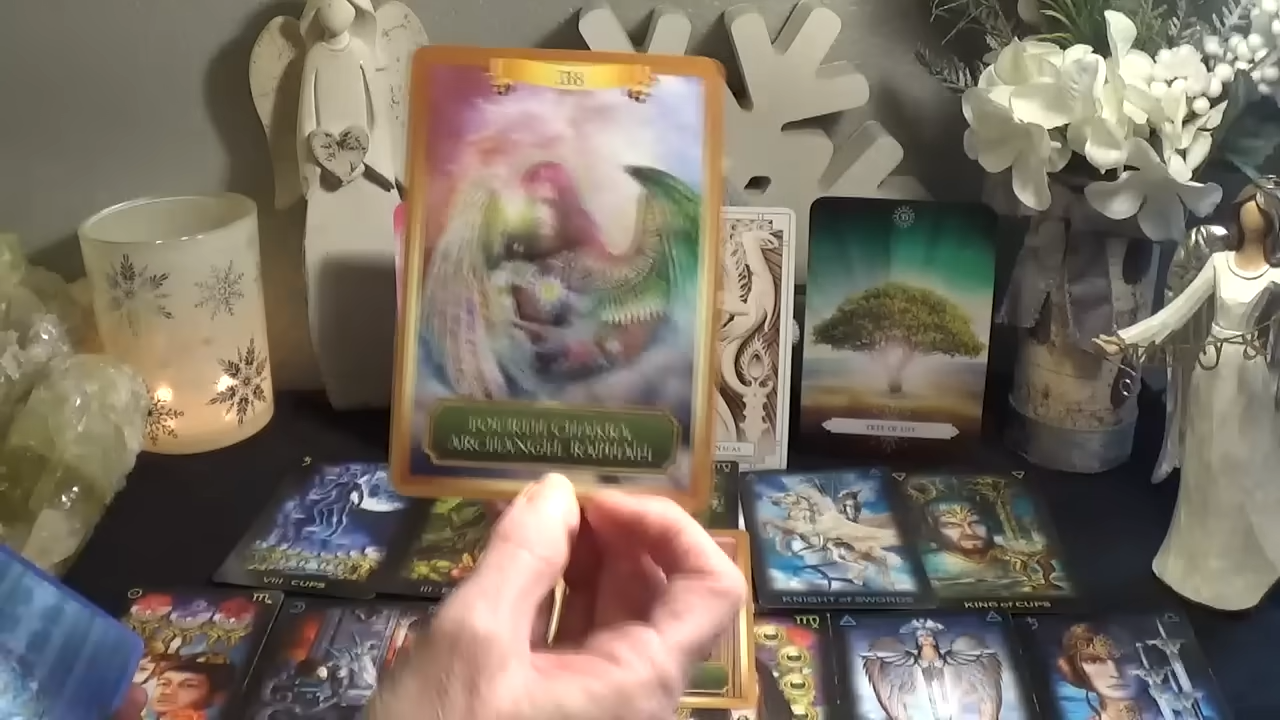 FOURTH CHAKRA
ARCHANGEL RAPHAEL
TREE OF LIFE
VIII CUPS
KNIGHT OF SWORDS
KING OF CUPS